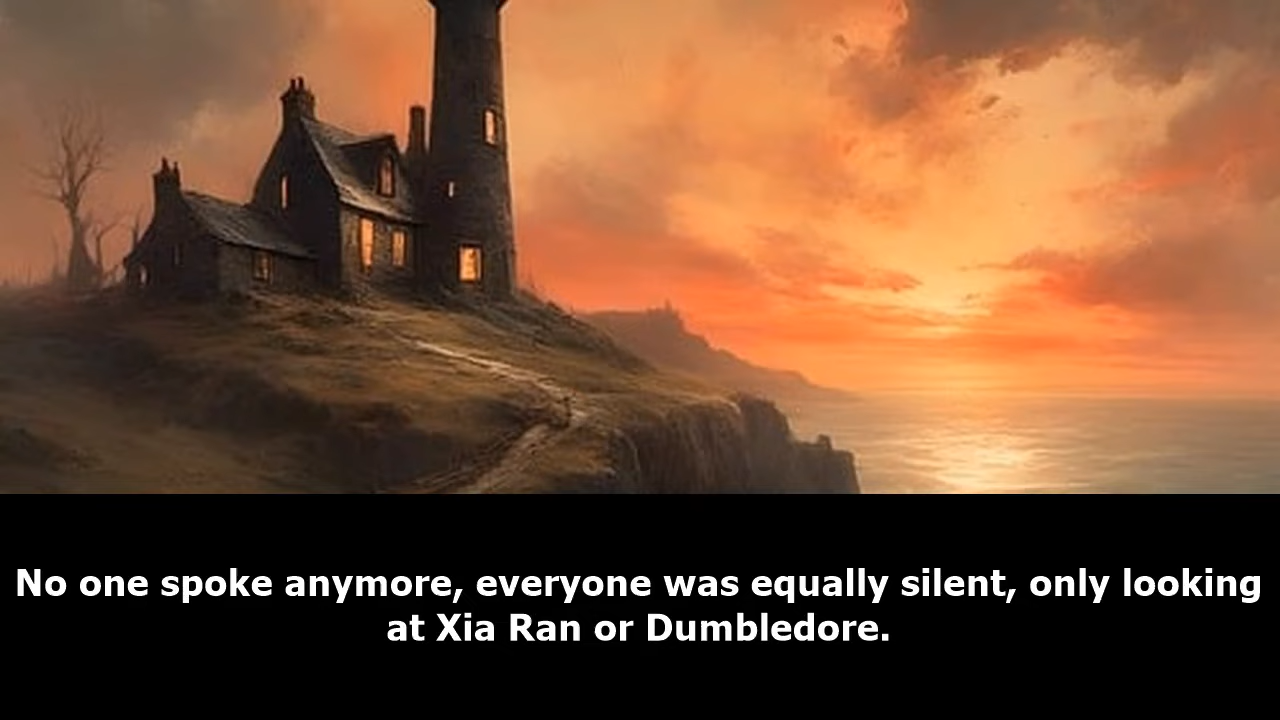 No one spoke anymore, everyone was equally silent, only looking
at Xia Ran or Dumbledore.